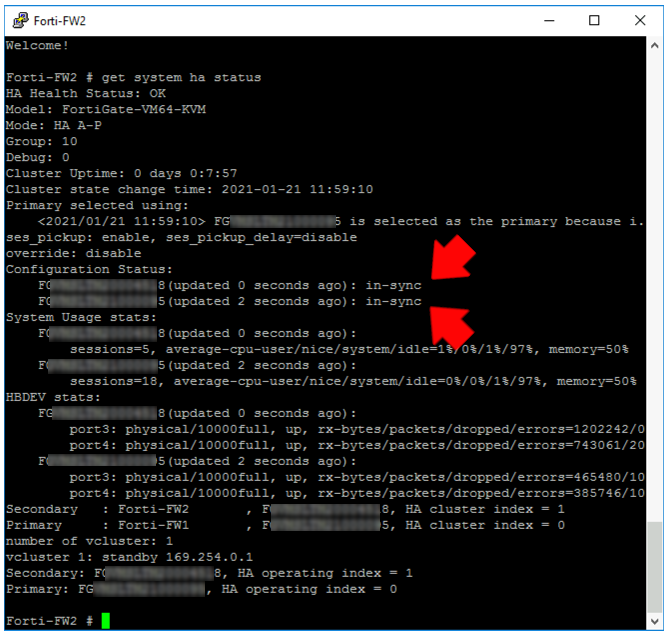 Forti-FW2
Welcome!
Forti-FW2 # get system ha status
HA Health Status: OK
Model: FortiGate-VM64-KVM
Mode: HA A-P
Group: 10
Debug: 0
Cluster Uptime: 0 days 0:7:57
Cluster state change time: 2021-01-21 11:59:10
Primary selected using:
<2021/01/21 11:59:10> FG 5 is selected as the primary because i.
ses_pickup: enable, ses_pickup_delay=disable
override: disable
Configuration Status:
FG 8(updated 0 seconds ago): in-sync
FG 5(updated 2 seconds ago): in-sync
System Usage stats:
F 8(updated 0 seconds ago):
sessions=5, average-cpu-user/nice/system/idle=1%/0%/1%/97%, memory=50%
F 5(updated 2 seconds ago):
sessions=18, average-cpu-user/nice/system/idle=0%/0%/1%/97%, memory=50%
HBDEV stats:
FG 8(updated 0 seconds ago):
port3: physical/10000full, up, rx-bytes/packets/dropped/errors=1202242/0
port4: physical/10000full, up, rx-bytes/packets/dropped/errors=743061/20
F 5(updated 2 seconds ago):
port3: physical/10000full, up, rx-bytes/packets/dropped/errors=465480/10
port4: physical/10000full, up, rx-bytes/packets/dropped/errors=385746/10
Secondary : Forti-FW2 , F 8, HA cluster index = 1
Primary : Forti-FW1 , F 5, HA cluster index = 0
number of vcluster: 1
vcluster 1: standby 169.254.0.1
Secondary: F 8, HA operating index = 1
Primary: FG , HA operating index = 0
Forti-FW2 #